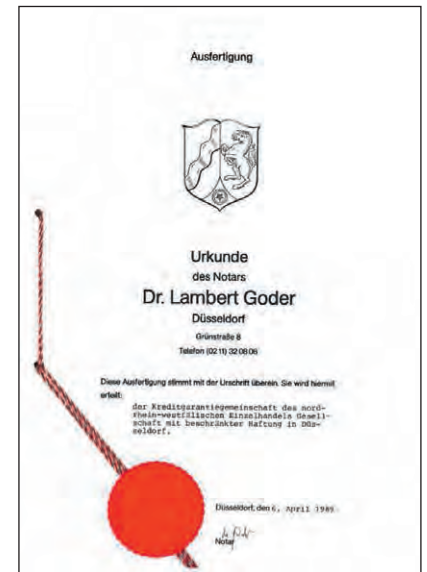 Ausfertigung
Urkunde
des Notars
Dr. Lambert Goder
Düsseldorf
Grünstraße 8
Telefon (0211) 32 08 06
Diese Ausfertigung stimmt mit der Urschrift überein. Sie wird hiermit
erteilt:
der Kreditgarantiegemeinschaft des nord-
rhein-westfälischen Einzelhandels Gesell-
schaft mit beschränkter Haftung in Düs-
seldorf.
Düsseldorf, den 6. April 1989
Notar